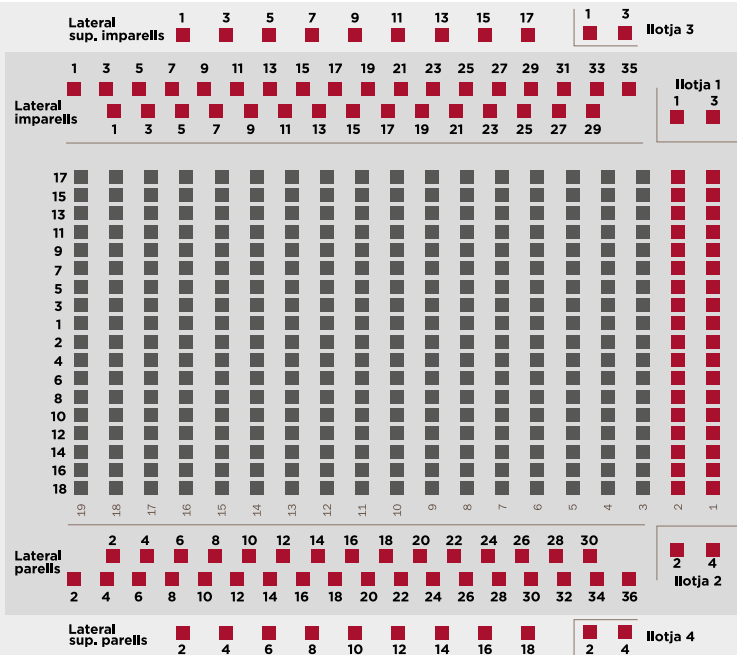 Lateral
sup. imparells
1 3 5 7 9 11 13 15 17
1 3
llotja 3
1 3 5 7 9 11 13 15 17 19 21 23 25 27 29 31 33 35
Lateral
imparells
1 3 5 7 9 11 13 15 17 19 21 23 25 27 29
llotja 1
1 3
17
15
13
11
9
7
5
3
1
2
4
6
8
10
12
14
16
18
19 18 17 16 15 14 13 12 11 10 9 8 7 6 5 4 3 2 1
Lateral
parells
2 4 6 8 10 12 14 16 18 20 22 24 26 28 30
2 4 6 8 10 12 14 16 18 20 22 24 26 28 30 32 34 36
2 4
llotja 2
Lateral
sup. parells
2 4 6 8 10 12 14 16 18
2 4
llotja 4